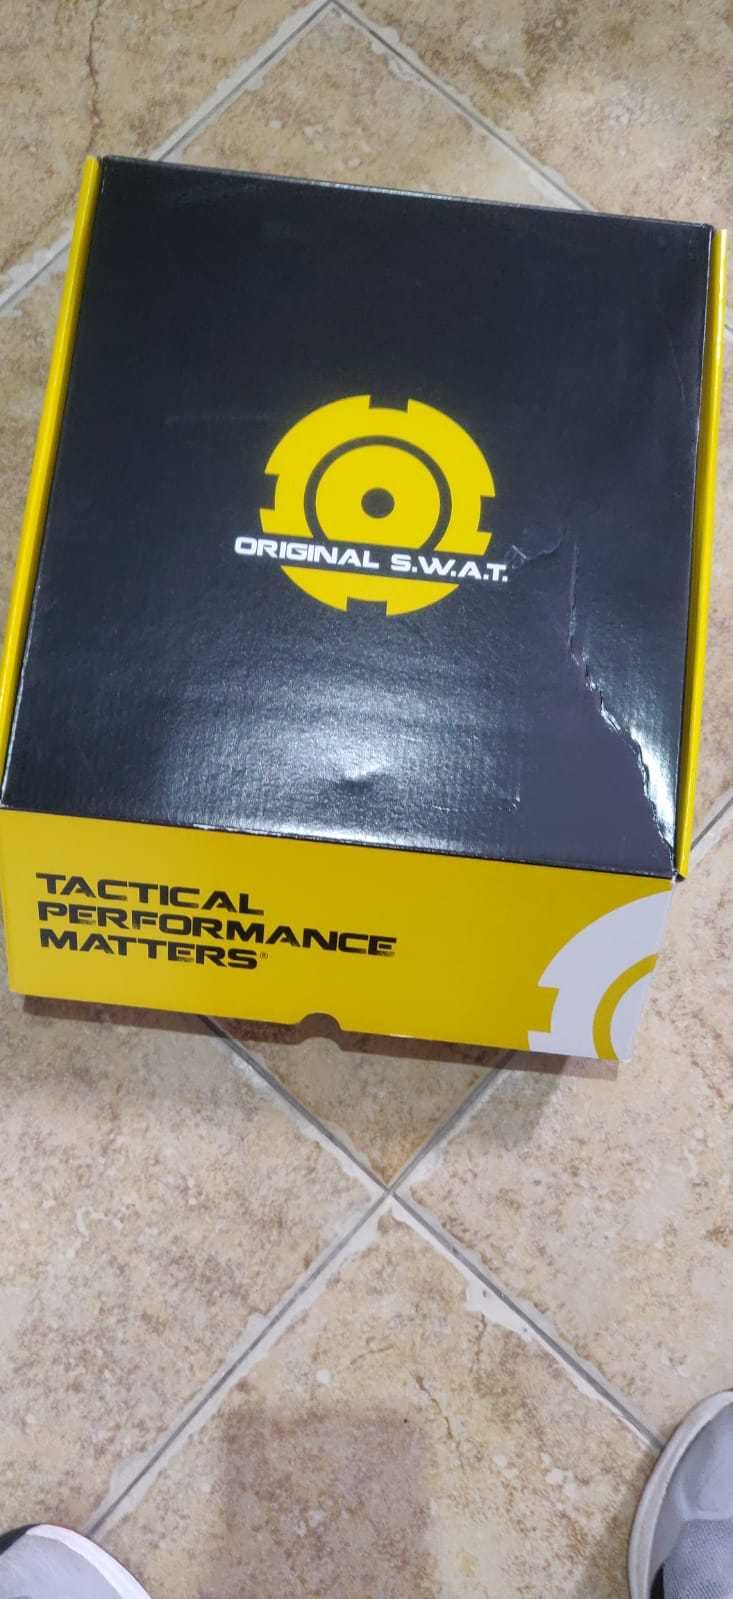 ORIGINAL S.W.A.T.
TACTICAL
PERFORMANCE
MATTERS®